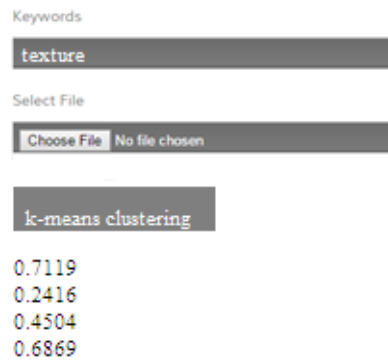 Keywords
texture
Select File
Choose File No file chosen
k-means clustering
0.7119
0.2416
0.4504
0.6869